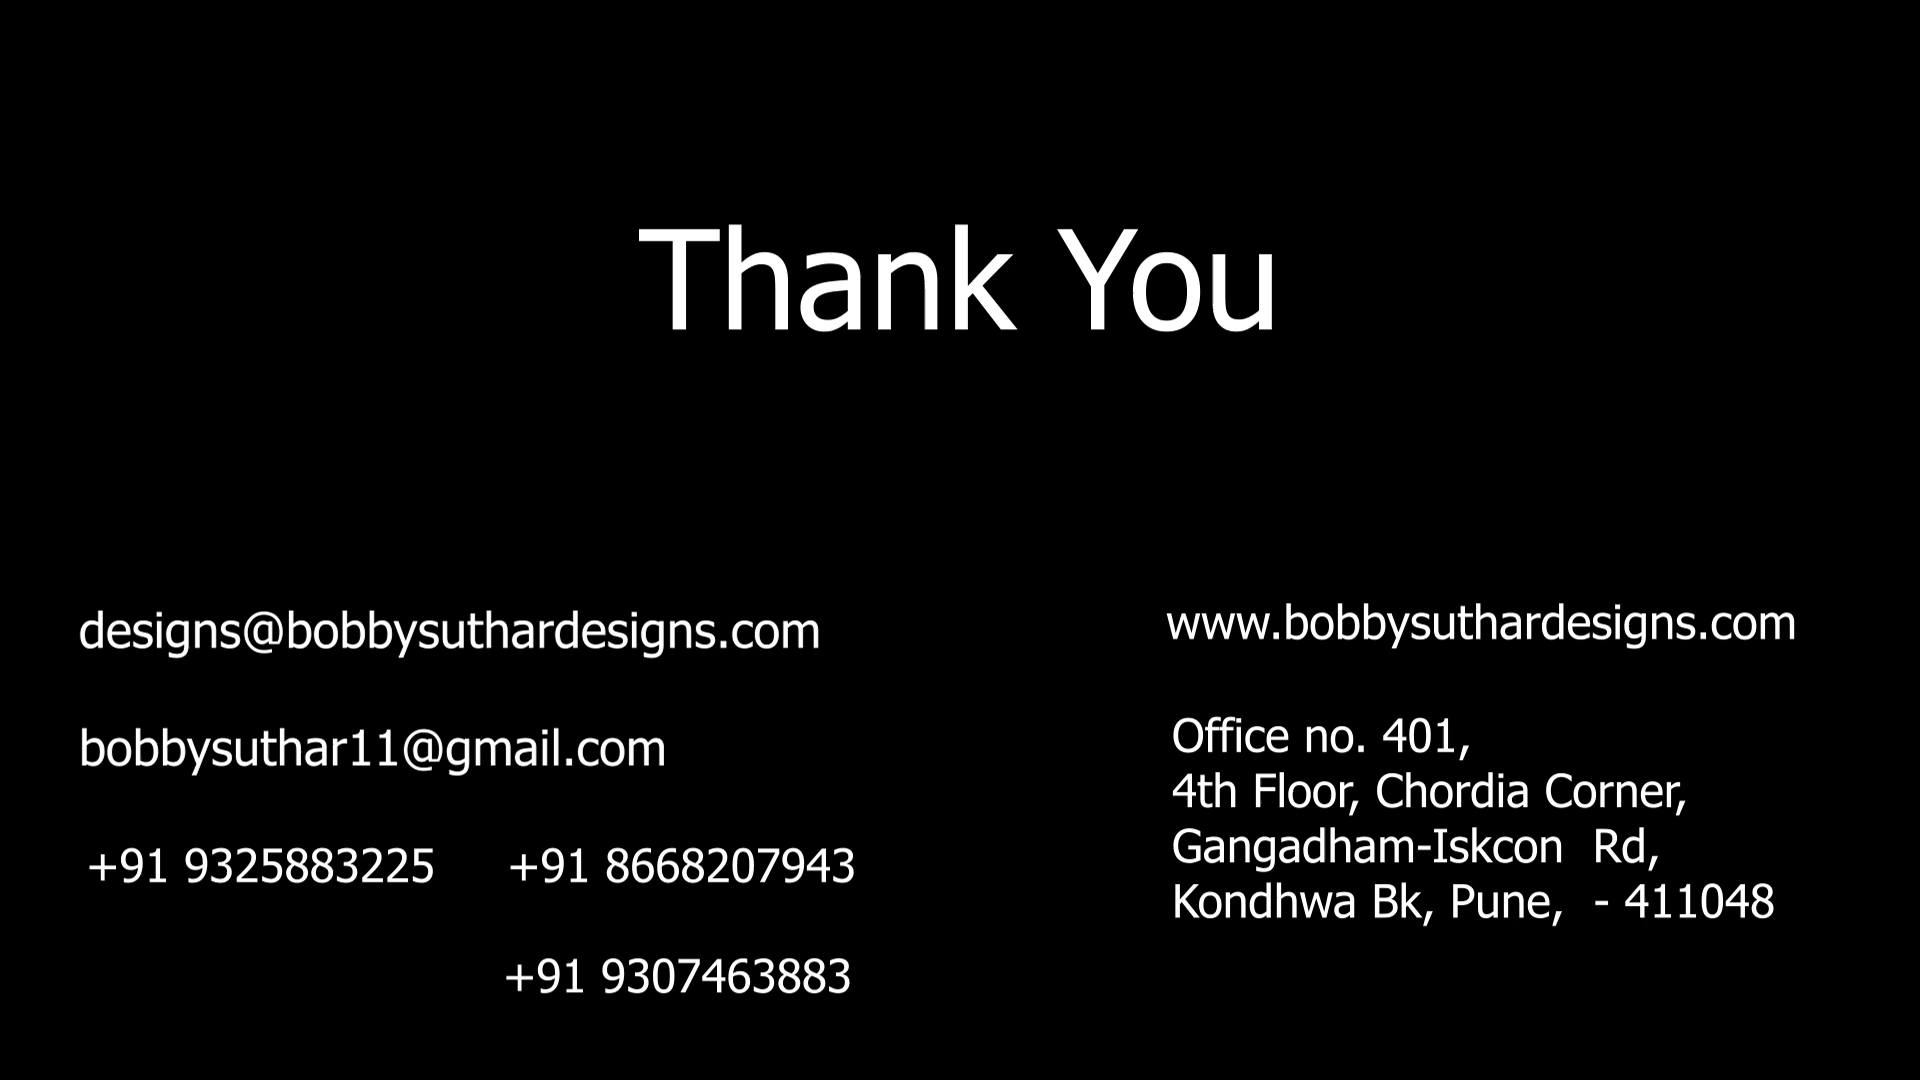 Thank You
designs@bobbysuthardesigns.com
bobbysuthar11@gmail.com
+91 9325883225 +91 8668207943
+91 9307463883
www.bobbysuthardesigns.com
Office no. 401,
4th Floor, Chordia Corner,
Gangadham-Iskcon Rd,
Kondhwa Bk, Pune, - 411048